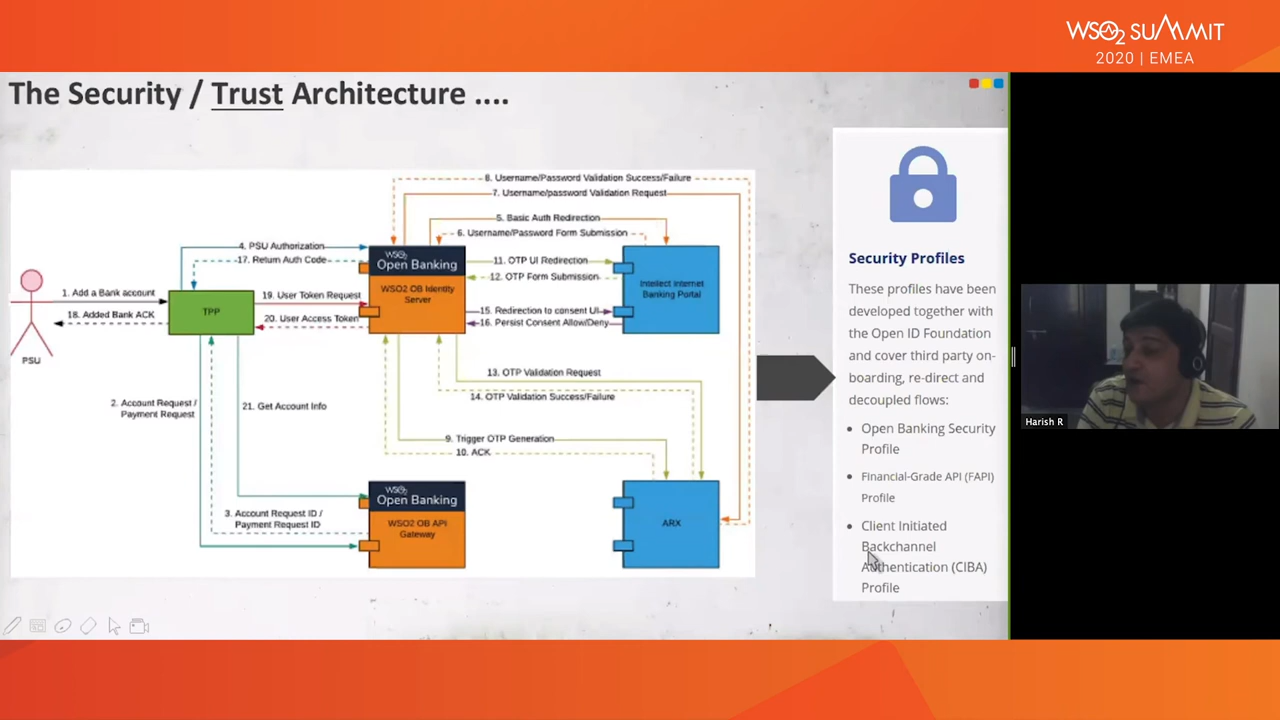 WSO2 SUMMIT
2020 | EMEA
The Security / Trust Architecture ....
8. Username/Password Validation Success/Failure
7. Username/password Validation Request
5. Basic Auth Redirection
6. Username/Password Form Submission
4. PSU Authorization
17. Return Auth Code
WSO2
Open Banking
WSO2 OB Identity
Server
11. OTP UI Redirection
12. OTP Form Submission
Intellect Internet
Banking Portal
1. Add a Bank account
18. Added Bank ACK
PSU
TPP
19. User Token Request
20. User Access Token
15. Redirection to consent UI
16. Persist Consent Allow/Deny
13. OTP Validation Request
14. OTP Validation Success/Failure
2. Account Request /
Payment Request
21. Get Account Info
9. Trigger OTP Generation
10. ACK
3. Account Request ID /
Payment Request ID
WSO2
Open Banking
WSO2 OB API
Gateway
ARX
Security Profiles
These profiles have been
developed together with
the Open ID Foundation
and cover third party on-
boarding, re-direct and
decoupled flows:
• Open Banking Security
Profile
• Financial-Grade API (FAPI)
Profile
• Client Initiated
Backchannel
Authentication (CIBA)
Profile
Harish R